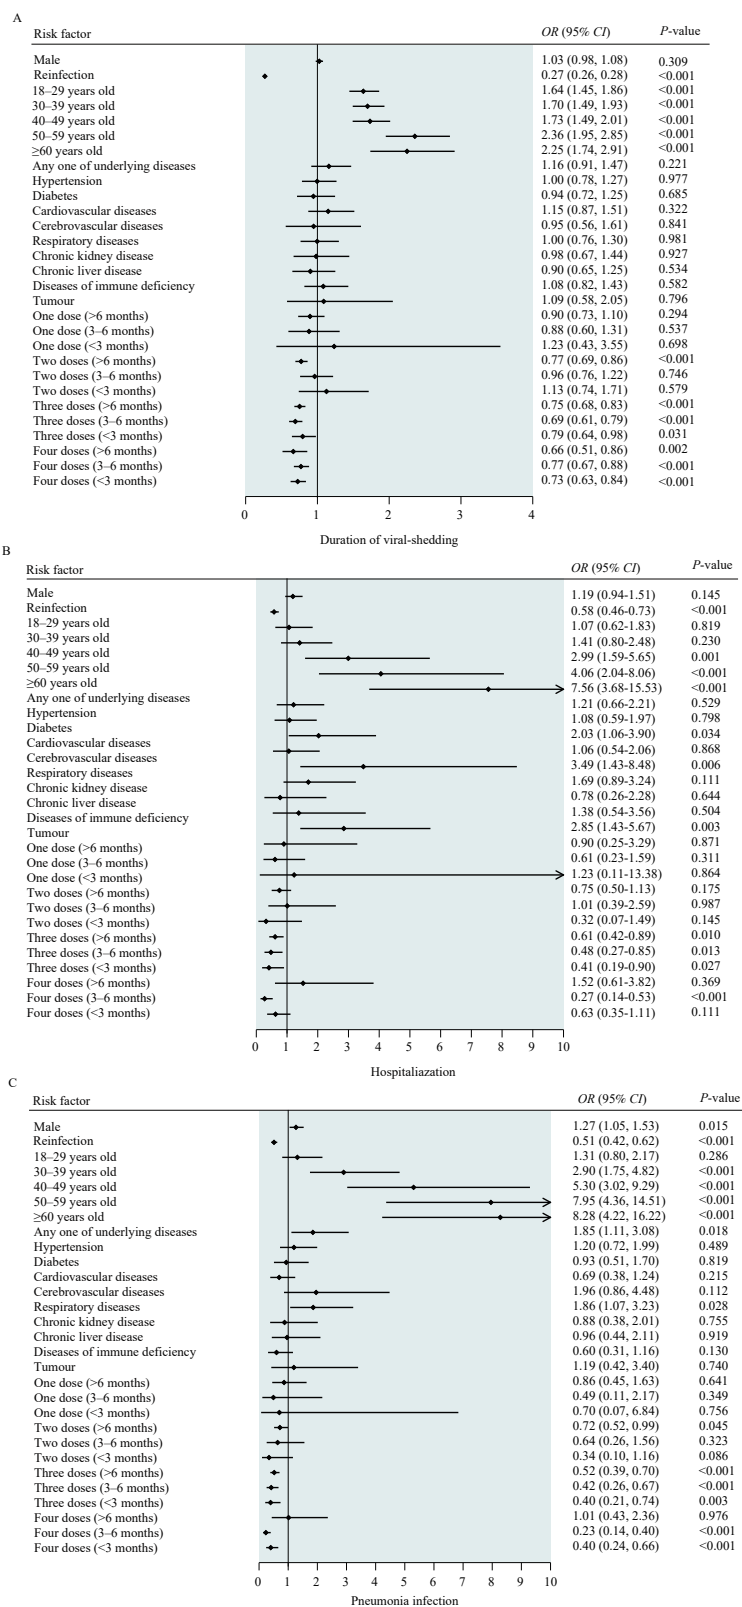 A
Risk factor OR (95% CI) P-value
Male 1.03 (0.98, 1.08) 0.309
Reinfection 0.27 (0.26, 0.28) <0.001
18–29 years old 1.64 (1.45, 1.86) <0.001
30–39 years old 1.70 (1.49, 1.93) <0.001
40–49 years old 1.73 (1.49, 2.01) <0.001
50–59 years old 2.36 (1.95, 2.85) <0.001
≥60 years old 2.25 (1.74, 2.91) <0.001
Any one of underlying diseases 1.16 (0.91, 1.47) 0.221
Hypertension 1.00 (0.78, 1.27) 0.977
Diabetes 0.94 (0.72, 1.25) 0.685
Cardiovascular diseases 1.15 (0.87, 1.51) 0.322
Cerebrovascular diseases 0.95 (0.56, 1.61) 0.841
Respiratory diseases 1.00 (0.76, 1.30) 0.981
Chronic kidney disease 0.98 (0.67, 1.44) 0.927
Chronic liver disease 0.90 (0.65, 1.25) 0.534
Diseases of immune deficiency 1.08 (0.82, 1.43) 0.582
Tumour 1.09 (0.58, 2.05) 0.796
One dose (>6 months) 0.90 (0.73, 1.10) 0.294
One dose (3–6 months) 0.88 (0.60, 1.31) 0.537
One dose (<3 months) 1.23 (0.43, 3.55) 0.698
Two doses (>6 months) 0.77 (0.69, 0.86) <0.001
Two doses (3–6 months) 0.96 (0.76, 1.22) 0.746
Two doses (<3 months) 1.13 (0.74, 1.71) 0.579
Three doses (>6 months) 0.75 (0.68, 0.83) <0.001
Three doses (3–6 months) 0.69 (0.61, 0.79) <0.001
Three doses (<3 months) 0.79 (0.64, 0.98) 0.031
Four doses (>6 months) 0.66 (0.51, 0.86) 0.002
Four doses (3–6 months) 0.77 (0.67, 0.88) <0.001
Four doses (<3 months) 0.73 (0.63, 0.84) <0.001
0 1 2 3 4
Duration of viral-shedding
B
Risk factor OR (95% CI) P-value
Male 1.19 (0.94-1.51) 0.145
Reinfection 0.58 (0.46-0.73) <0.001
18–29 years old 1.07 (0.62-1.83) 0.819
30–39 years old 1.41 (0.80-2.48) 0.230
40–49 years old 2.99 (1.59-5.65) 0.001
50–59 years old 4.06 (2.04-8.06) <0.001
≥60 years old 7.56 (3.68-15.53) <0.001
Any one of underlying diseases 1.21 (0.66-2.21) 0.529
Hypertension 1.08 (0.59-1.97) 0.798
Diabetes 2.03 (1.06-3.90) 0.034
Cardiovascular diseases 1.06 (0.54-2.06) 0.868
Cerebrovascular diseases 3.49 (1.43-8.48) 0.006
Respiratory diseases 1.69 (0.89-3.24) 0.111
Chronic kidney disease 0.78 (0.26-2.28) 0.644
Chronic liver disease 1.38 (0.54-3.56) 0.504
Diseases of immune deficiency 2.85 (1.43-5.67) 0.003
Tumour 0.90 (0.25-3.29) 0.871
One dose (>6 months) 0.61 (0.23-1.59) 0.311
One dose (3–6 months) 1.23 (0.11-13.38) 0.864
One dose (<3 months) 0.75 (0.50-1.13) 0.175
Two doses (>6 months) 1.01 (0.39-2.59) 0.987
Two doses (3–6 months) 0.32 (0.07-1.49) 0.145
Two doses (<3 months) 0.61 (0.42-0.89) 0.010
Three doses (>6 months) 0.48 (0.27-0.85) 0.013
Three doses (3–6 months) 0.41 (0.19-0.90) 0.027
Three doses (<3 months) 1.52 (0.61-3.82) 0.369
Four doses (>6 months) 0.27 (0.14-0.53) <0.001
Four doses (3–6 months) 0.63 (0.35-1.11) 0.111
Four doses (<3 months)
0 1 2 3 4 5 6 7 8 9 10
Hospitaliazation
C
Risk factor OR (95% CI) P-value
Male 1.27 (1.05, 1.53) 0.015
Reinfection 0.51 (0.42, 0.62) <0.001
18–29 years old 1.31 (0.80, 2.17) 0.286
30–39 years old 2.90 (1.75, 4.82) <0.001
40–49 years old 5.30 (3.02, 9.29) <0.001
50–59 years old 7.95 (4.36, 14.51) <0.001
≥60 years old 8.28 (4.22, 16.22) <0.001
Any one of underlying diseases 1.85 (1.11, 3.08) 0.018
Hypertension 1.20 (0.72, 1.99) 0.489
Diabetes 0.93 (0.51, 1.70) 0.819
Cardiovascular diseases 0.69 (0.38, 1.24) 0.215
Cerebrovascular diseases 1.96 (0.86, 4.48) 0.112
Respiratory diseases 1.86 (1.07, 3.23) 0.028
Chronic kidney disease 0.88 (0.38, 2.01) 0.755
Chronic liver disease 0.96 (0.44, 2.11) 0.919
Diseases of immune deficiency 0.60 (0.31, 1.16) 0.130
Tumour 1.19 (0.42, 3.40) 0.740
One dose (>6 months) 0.86 (0.45, 1.63) 0.641
One dose (3–6 months) 0.49 (0.11, 2.17) 0.349
One dose (<3 months) 0.70 (0.07, 6.84) 0.756
Two doses (>6 months) 0.72 (0.52, 0.99) 0.045
Two doses (3–6 months) 0.64 (0.26, 1.56) 0.323
Two doses (<3 months) 0.34 (0.10, 1.16) 0.086
Three doses (>6 months) 0.52 (0.39, 0.70) <0.001
Three doses (3–6 months) 0.42 (0.26, 0.67) <0.001
Three doses (<3 months) 0.40 (0.21, 0.74) 0.003
Four doses (>6 months) 1.01 (0.43, 2.36) 0.976
Four doses (3–6 months) 0.23 (0.14, 0.40) <0.001
Four doses (<3 months) 0.40 (0.24, 0.66) <0.001
0 1 2 3 4 5 6 7 8 9 10
Pneumonia infection